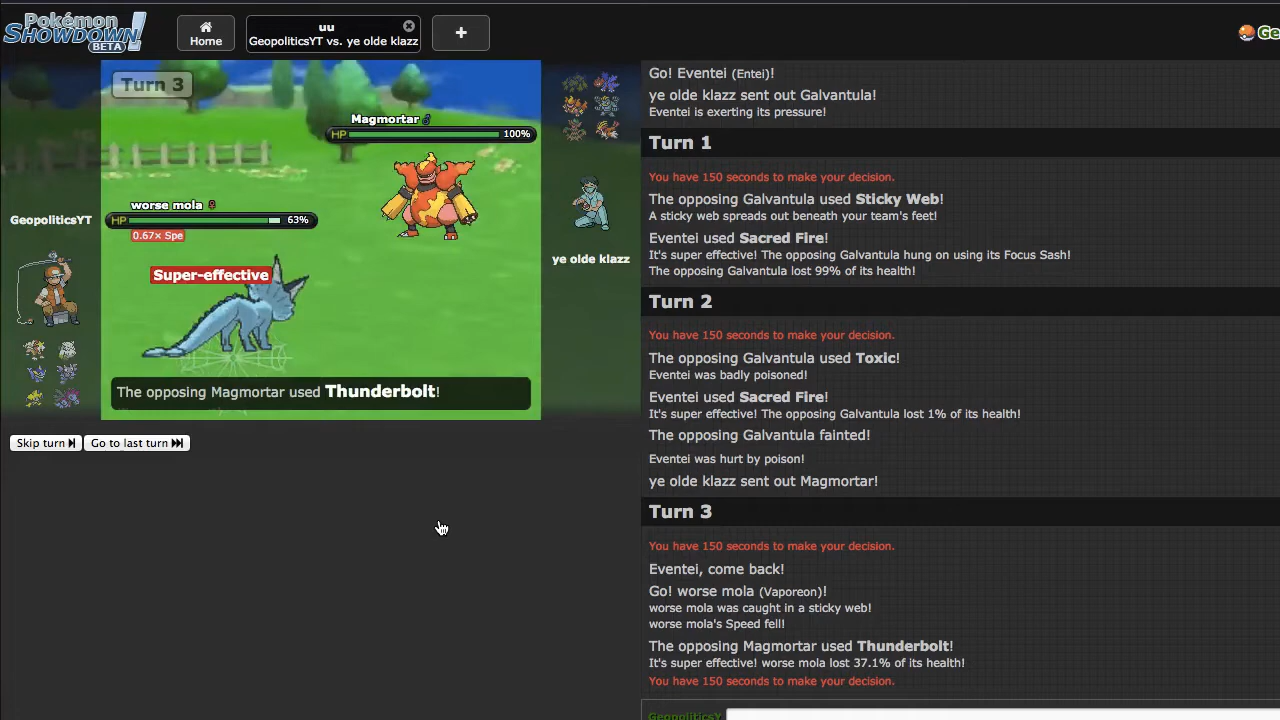 Pokémon
SHOWDOWN!
BETA
Home
uu
GeopoliticsYT vs. ye olde klazz
+
Ge
Turn 3
Magmortar ♂
HP 100%
worse mola ♀
HP 63%
0.67× Spe
Super-effective
GeopoliticsYT
ye olde klazz
The opposing Magmortar used Thunderbolt!
Skip turn
Go to last turn
Go! Eventei (Entei)!
ye olde klazz sent out Galvantula!
Eventei is exerting its pressure!
Turn 1
You have 150 seconds to make your decision.
The opposing Galvantula used Sticky Web!
A sticky web spreads out beneath your team's feet!
Eventei used Sacred Fire!
It's super effective! The opposing Galvantula hung on using its Focus Sash!
The opposing Galvantula lost 99% of its health!
Turn 2
You have 150 seconds to make your decision.
The opposing Galvantula used Toxic!
Eventei was badly poisoned!
Eventei used Sacred Fire!
It's super effective! The opposing Galvantula lost 1% of its health!
The opposing Galvantula fainted!
Eventei was hurt by poison!
ye olde klazz sent out Magmortar!
Turn 3
You have 150 seconds to make your decision.
Eventei, come back!
Go! worse mola (Vaporeon)!
worse mola was caught in a sticky web!
worse mola's Speed fell!
The opposing Magmortar used Thunderbolt!
It's super effective! worse mola lost 37.1% of its health!
You have 150 seconds to make your decision.
GeopoliticsY